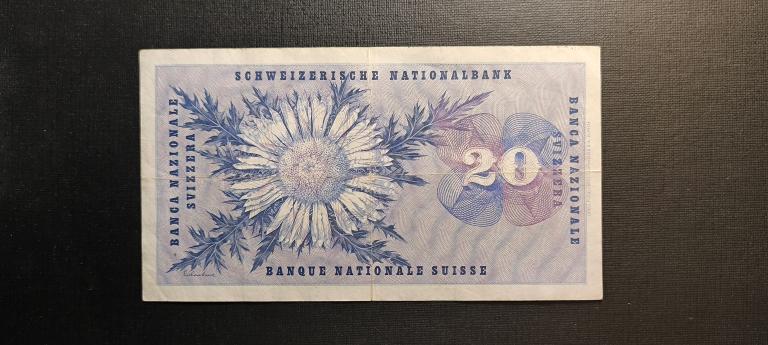 SCHWEIZERISCHE NATIONALBANK
BANCA NAZIONALE
SVIZZERA
20
BANCA NAZIONALE
SVIZZERA
BANQUE NATIONALE SUISSE